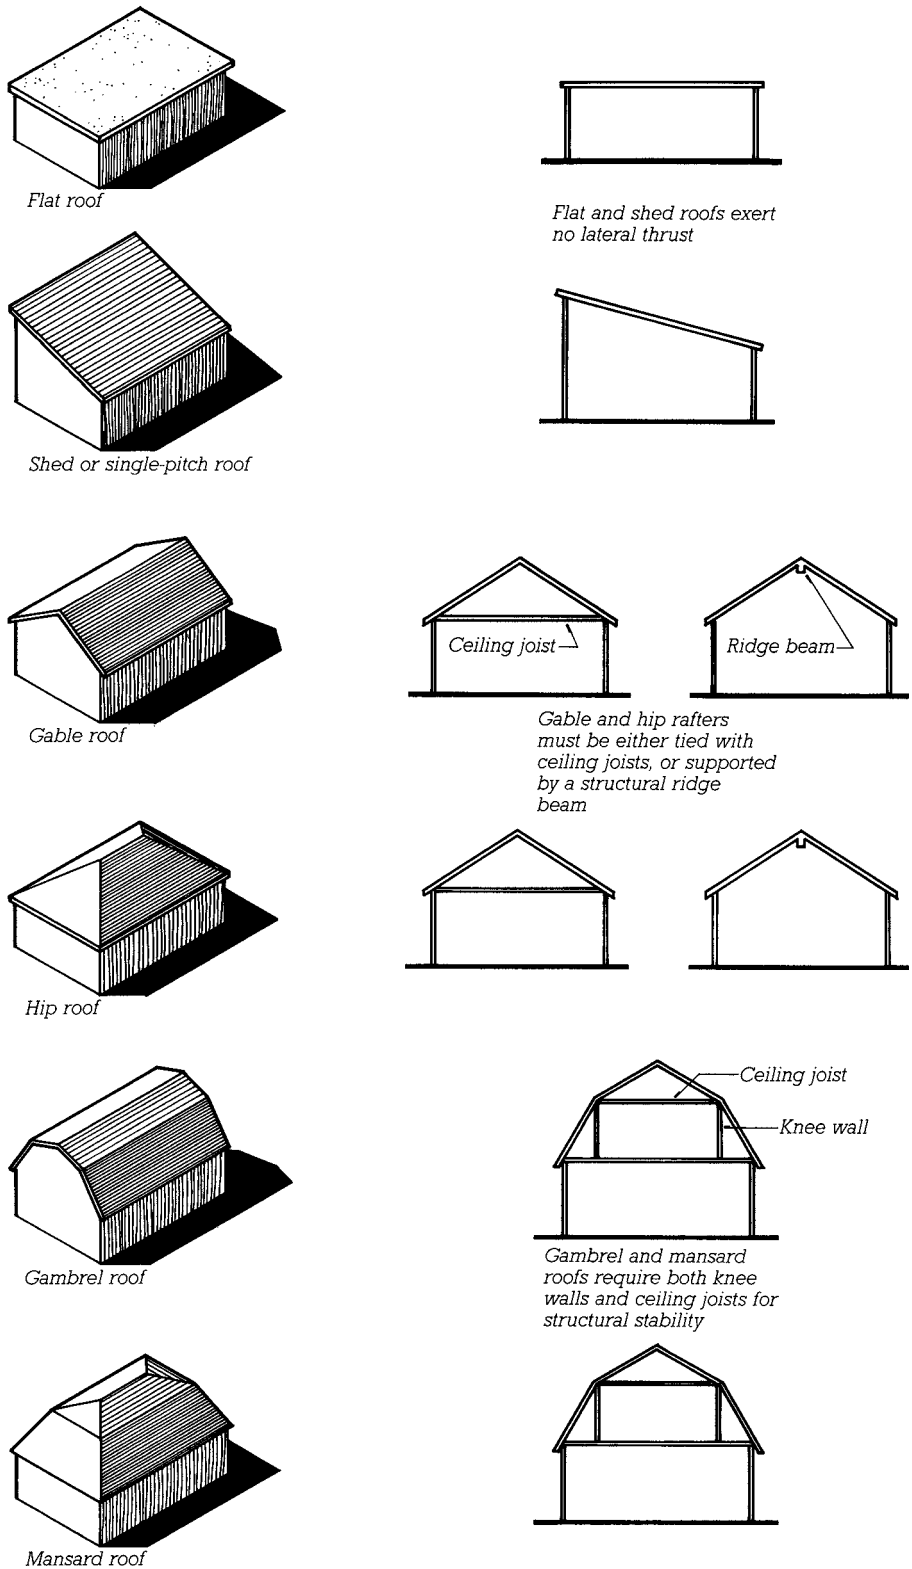 Flat roof
Flat and shed roofs exert
no lateral thrust
Shed or single-pitch roof
Ceiling joist
Ridge beam
Gable roof
Gable and hip rafters
must be either tied with
ceiling joists, or supported
by a structural ridge
beam
Hip roof
Ceiling joist
Knee wall
Gambrel roof
Gambrel and mansard
roofs require both knee
walls and ceiling joists for
structural stability
Mansard roof